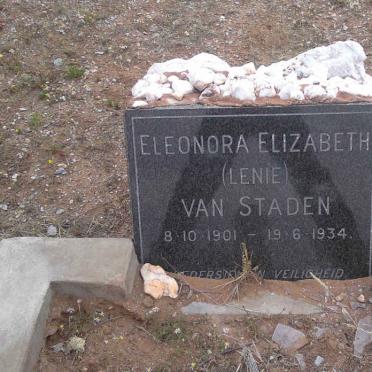 ELEONORA ELIZABETH
(LENIE)
VAN STADEN
8·10·1901 - 19·6·1934.
VEILIGHEID.